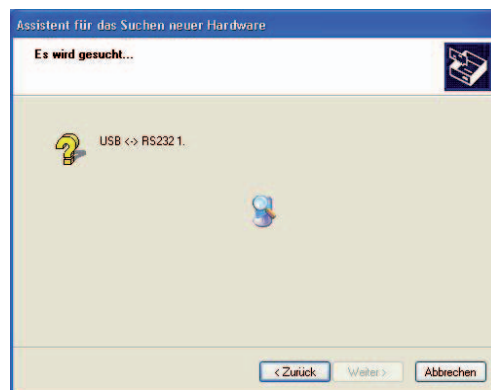 Assistent für das Suchen neuer Hardware
Es wird gesucht...
USB <-> RS232 1.
< Zurück
Weiter >
Abbrechen